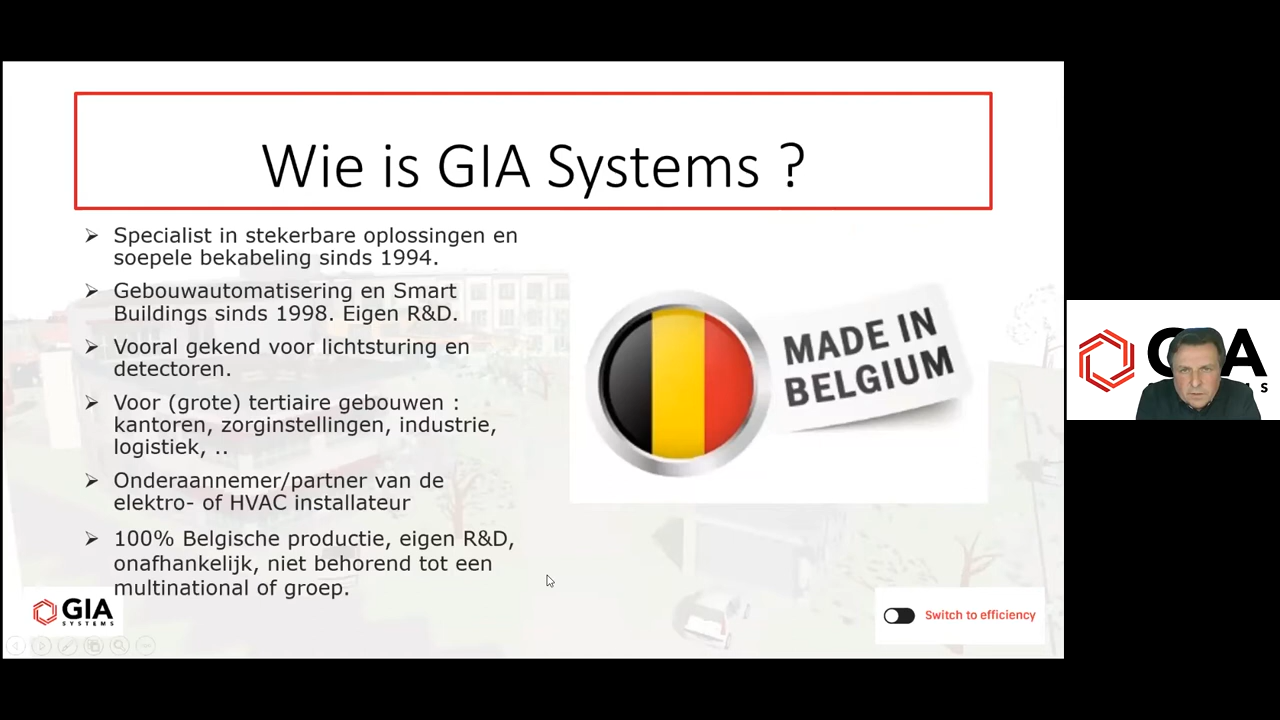 Wie is GIA Systems ?
➢ Specialist in stekerbare oplossingen en
soepele bekabeling sinds 1994.
➢ Gebouwautomatisering en Smart
Buildings sinds 1998. Eigen R&D.
➢ Vooral gekend voor lichtsturing en
detectoren.
➢ Voor (grote) tertiaire gebouwen :
kantoren, zorginstellingen, industrie,
logistiek, ..
➢ Onderaannemer/partner van de
elektro- of HVAC installateur
➢ 100% Belgische productie, eigen R&D,
onafhankelijk, niet behorend tot een
multinational of groep.
MADE IN
BELGIUM
GIA
SYSTEMS
Switch to efficiency